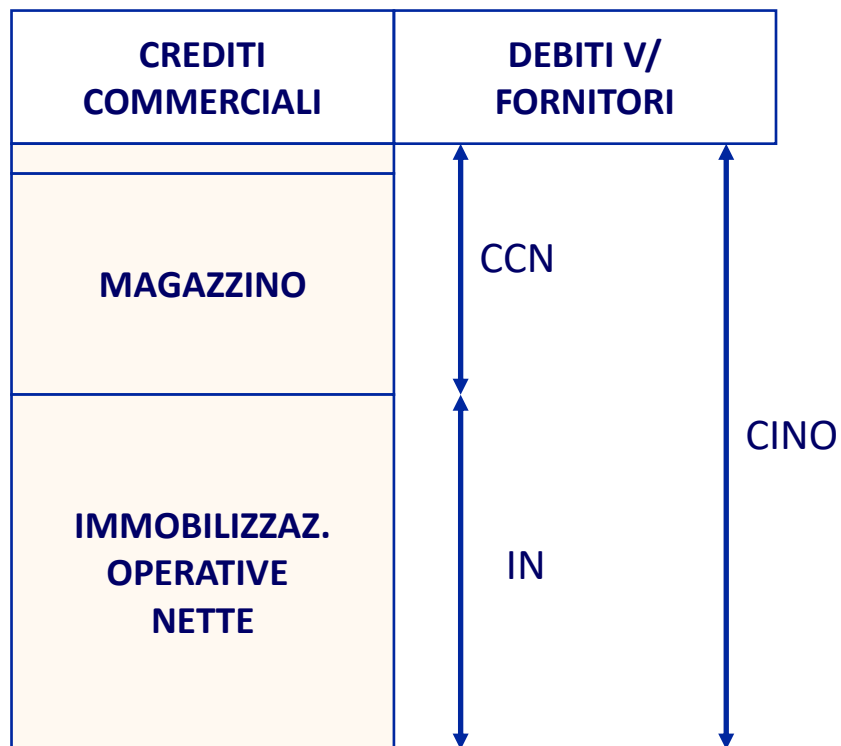 CREDITI
COMMERCIALI
DEBITI V/
FORNITORI
MAGAZZINO
CCN
CINO
IMMOBILIZZAZ.
OPERATIVE
NETTE
IN